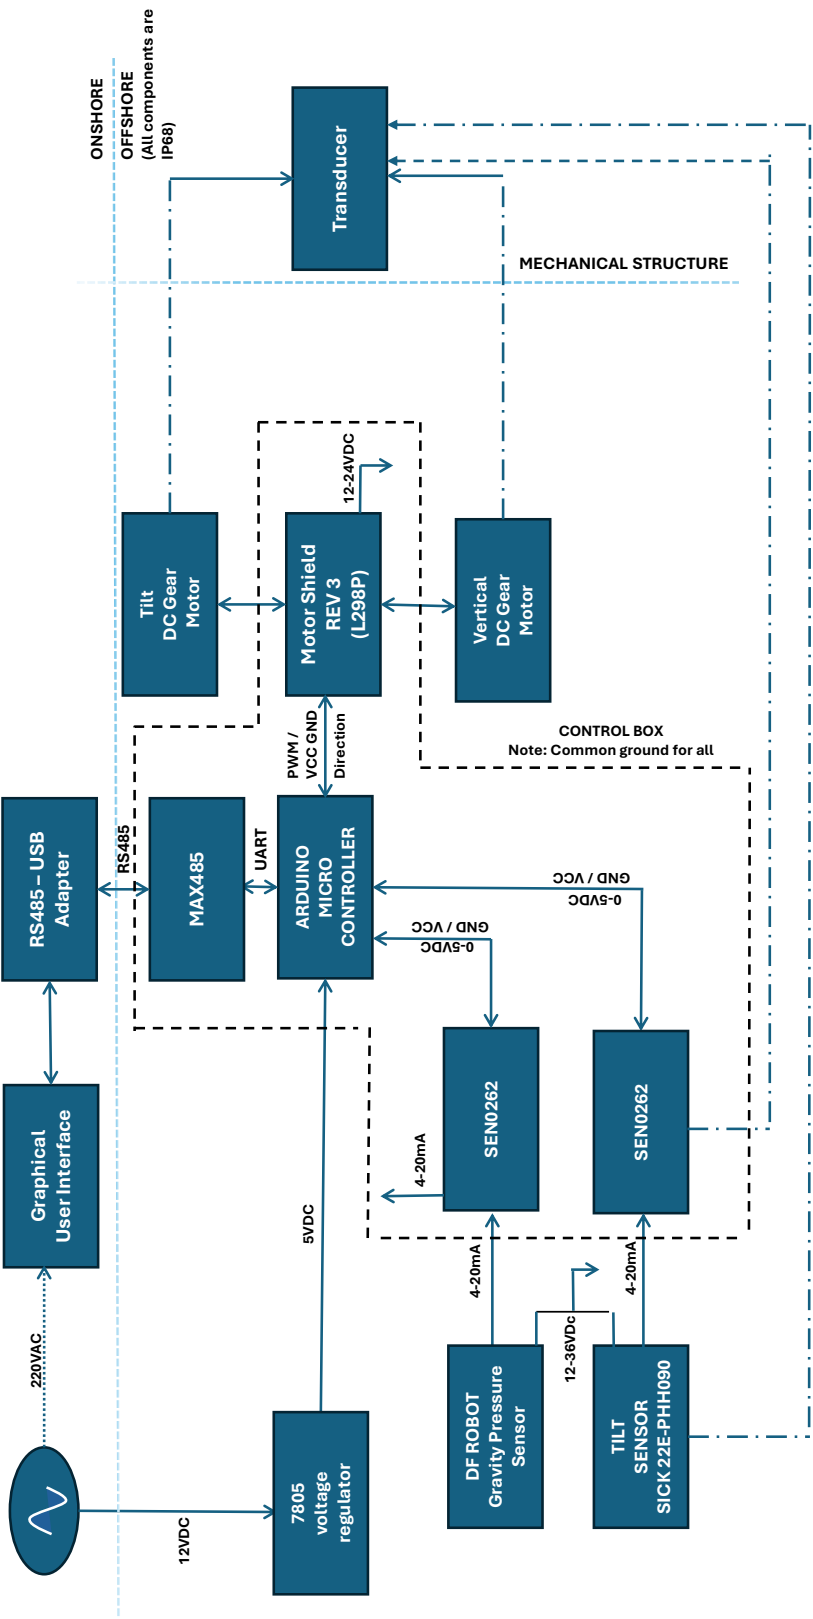 220VAC
Graphical
User Interface
RS485 – USB
Adapter
ONSHORE
OFFSHORE
(All components are
IP68)
RS485
12VDC
7805
voltage
regulator
5VDC
MAX485
UART
ARDUINO
MICRO
CONTROLLER
PWM /
VCC GND
Direction
Tilt
DC Gear
Motor
Motor Shield
REV 3
(L298P)
12-24VDC
Vertical
DC Gear
Motor
Transducer
MECHANICAL STRUCTURE
CONTROL BOX
Note: Common ground for all
GND / VCC
0-5VDC
GND / VCC
0-5VDC
4-20mA
SEN0262
SEN0262
4-20mA
4-20mA
12-36VDc
DF ROBOT
Gravity Pressure
Sensor
TILT
SENSOR
SICK 22E-PHH090